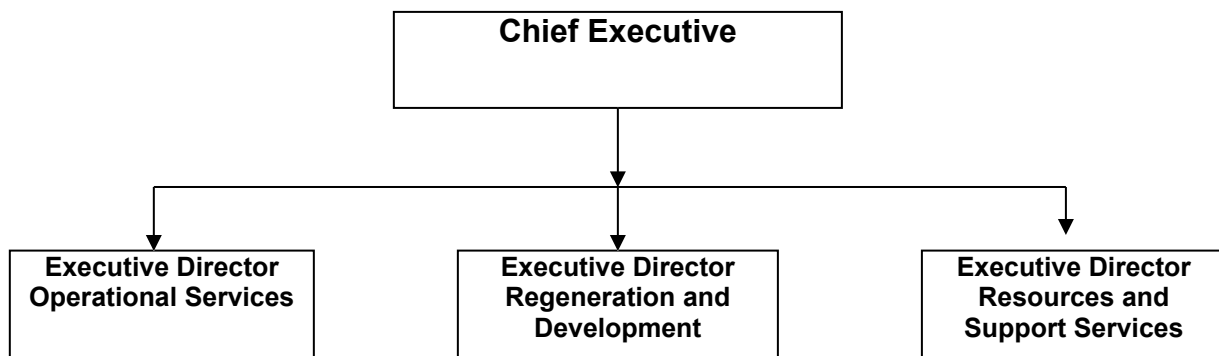 Chief Executive
Executive Director
Operational Services
Executive Director
Regeneration and
Development
Executive Director
Resources and
Support Services